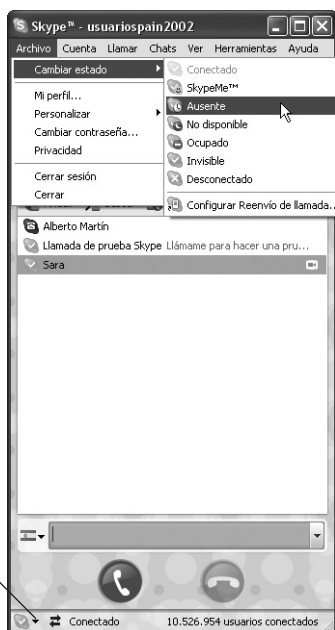 Skype™ - usuariospain2002
Archivo Cuenta Llamar Chats Ver Herramientas Ayuda
Cambiar estado
Mi perfil...
Personalizar
Cambiar contraseña...
Privacidad
Cerrar sesión
Cerrar
Conectado
SkypeMe™
Ausente
No disponible
Ocupado
Invisible
Desconectado
Configurar Reenvío de llamada...
Alberto Martín
Llamada de prueba Skype Llámame para hacer una pru...
Sara
Conectado 10.526.954 usuarios conectados